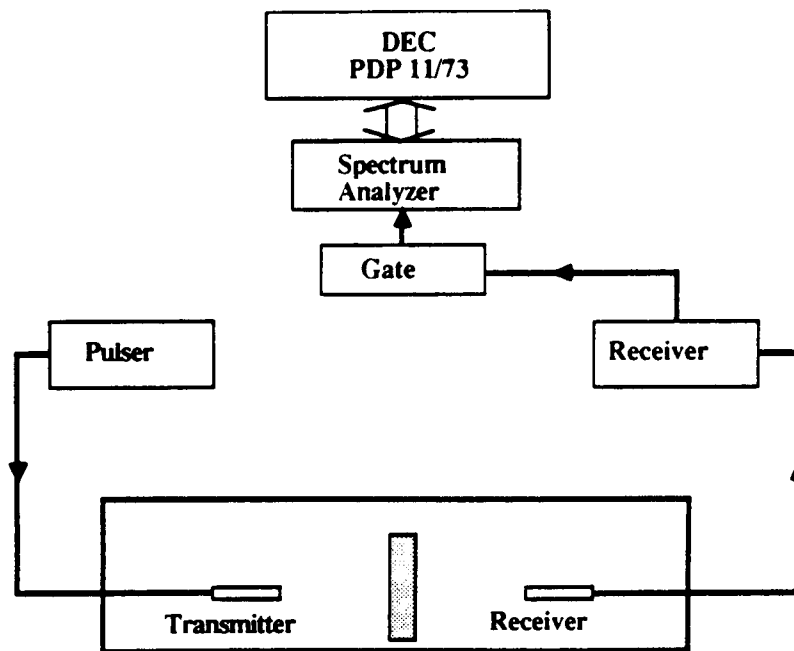 DEC
PDP 11/73
Spectrum
Analyzer
Gate
Pulser
Receiver
Transmitter
Receiver